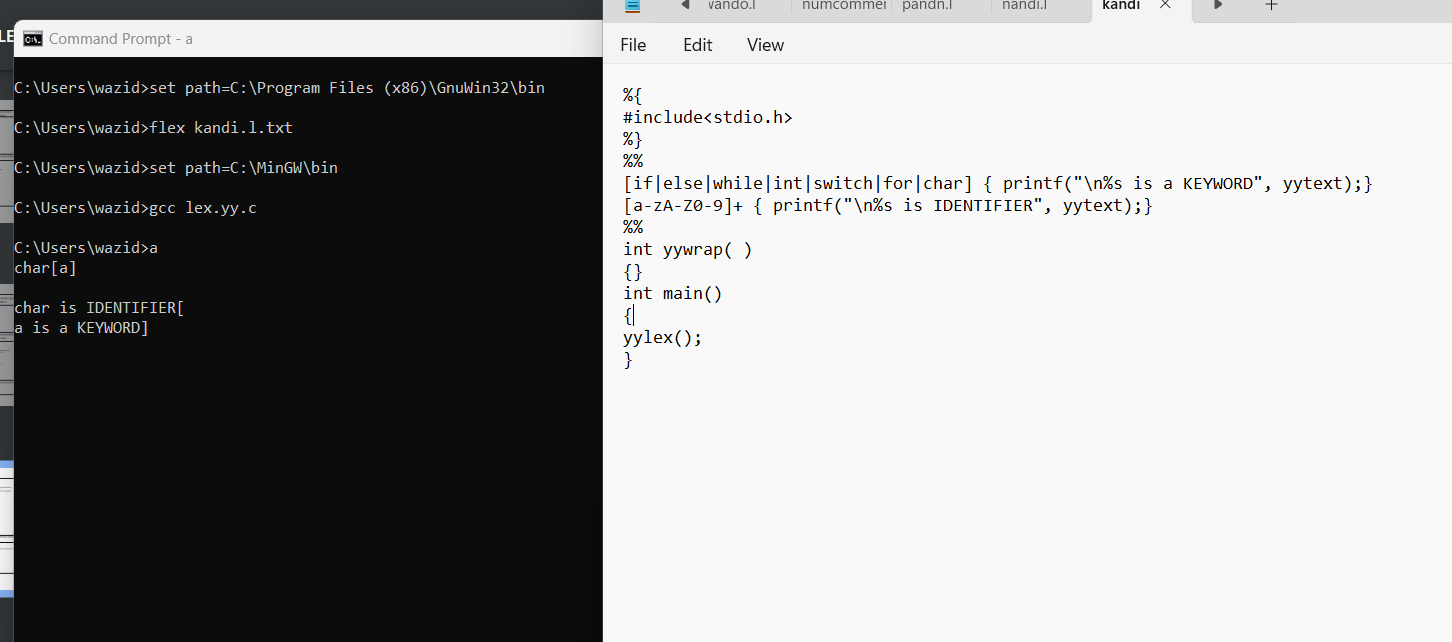 LE
Command Prompt - a
C:\Users\wazid>set path=C:\Program Files (x86)\GnuWin32\bin
C:\Users\wazid>flex kandi.l.txt
C:\Users\wazid>set path=C:\MinGW\bin
C:\Users\wazid>gcc lex.yy.c
C:\Users\wazid>a
char[a]
char is IDENTIFIER[
a is a KEYWORD]
vando.l numcommen pandn.l nandi.l kandi
File Edit View
%{
#include<stdio.h>
%}
%%
[if|else|while|int|switch|for|char] { printf("\n%s is a KEYWORD", yytext);}
[a-zA-Z0-9]+ { printf("\n%s is IDENTIFIER", yytext);}
%%
int yywrap( )
{}
int main()
{
yylex();
}